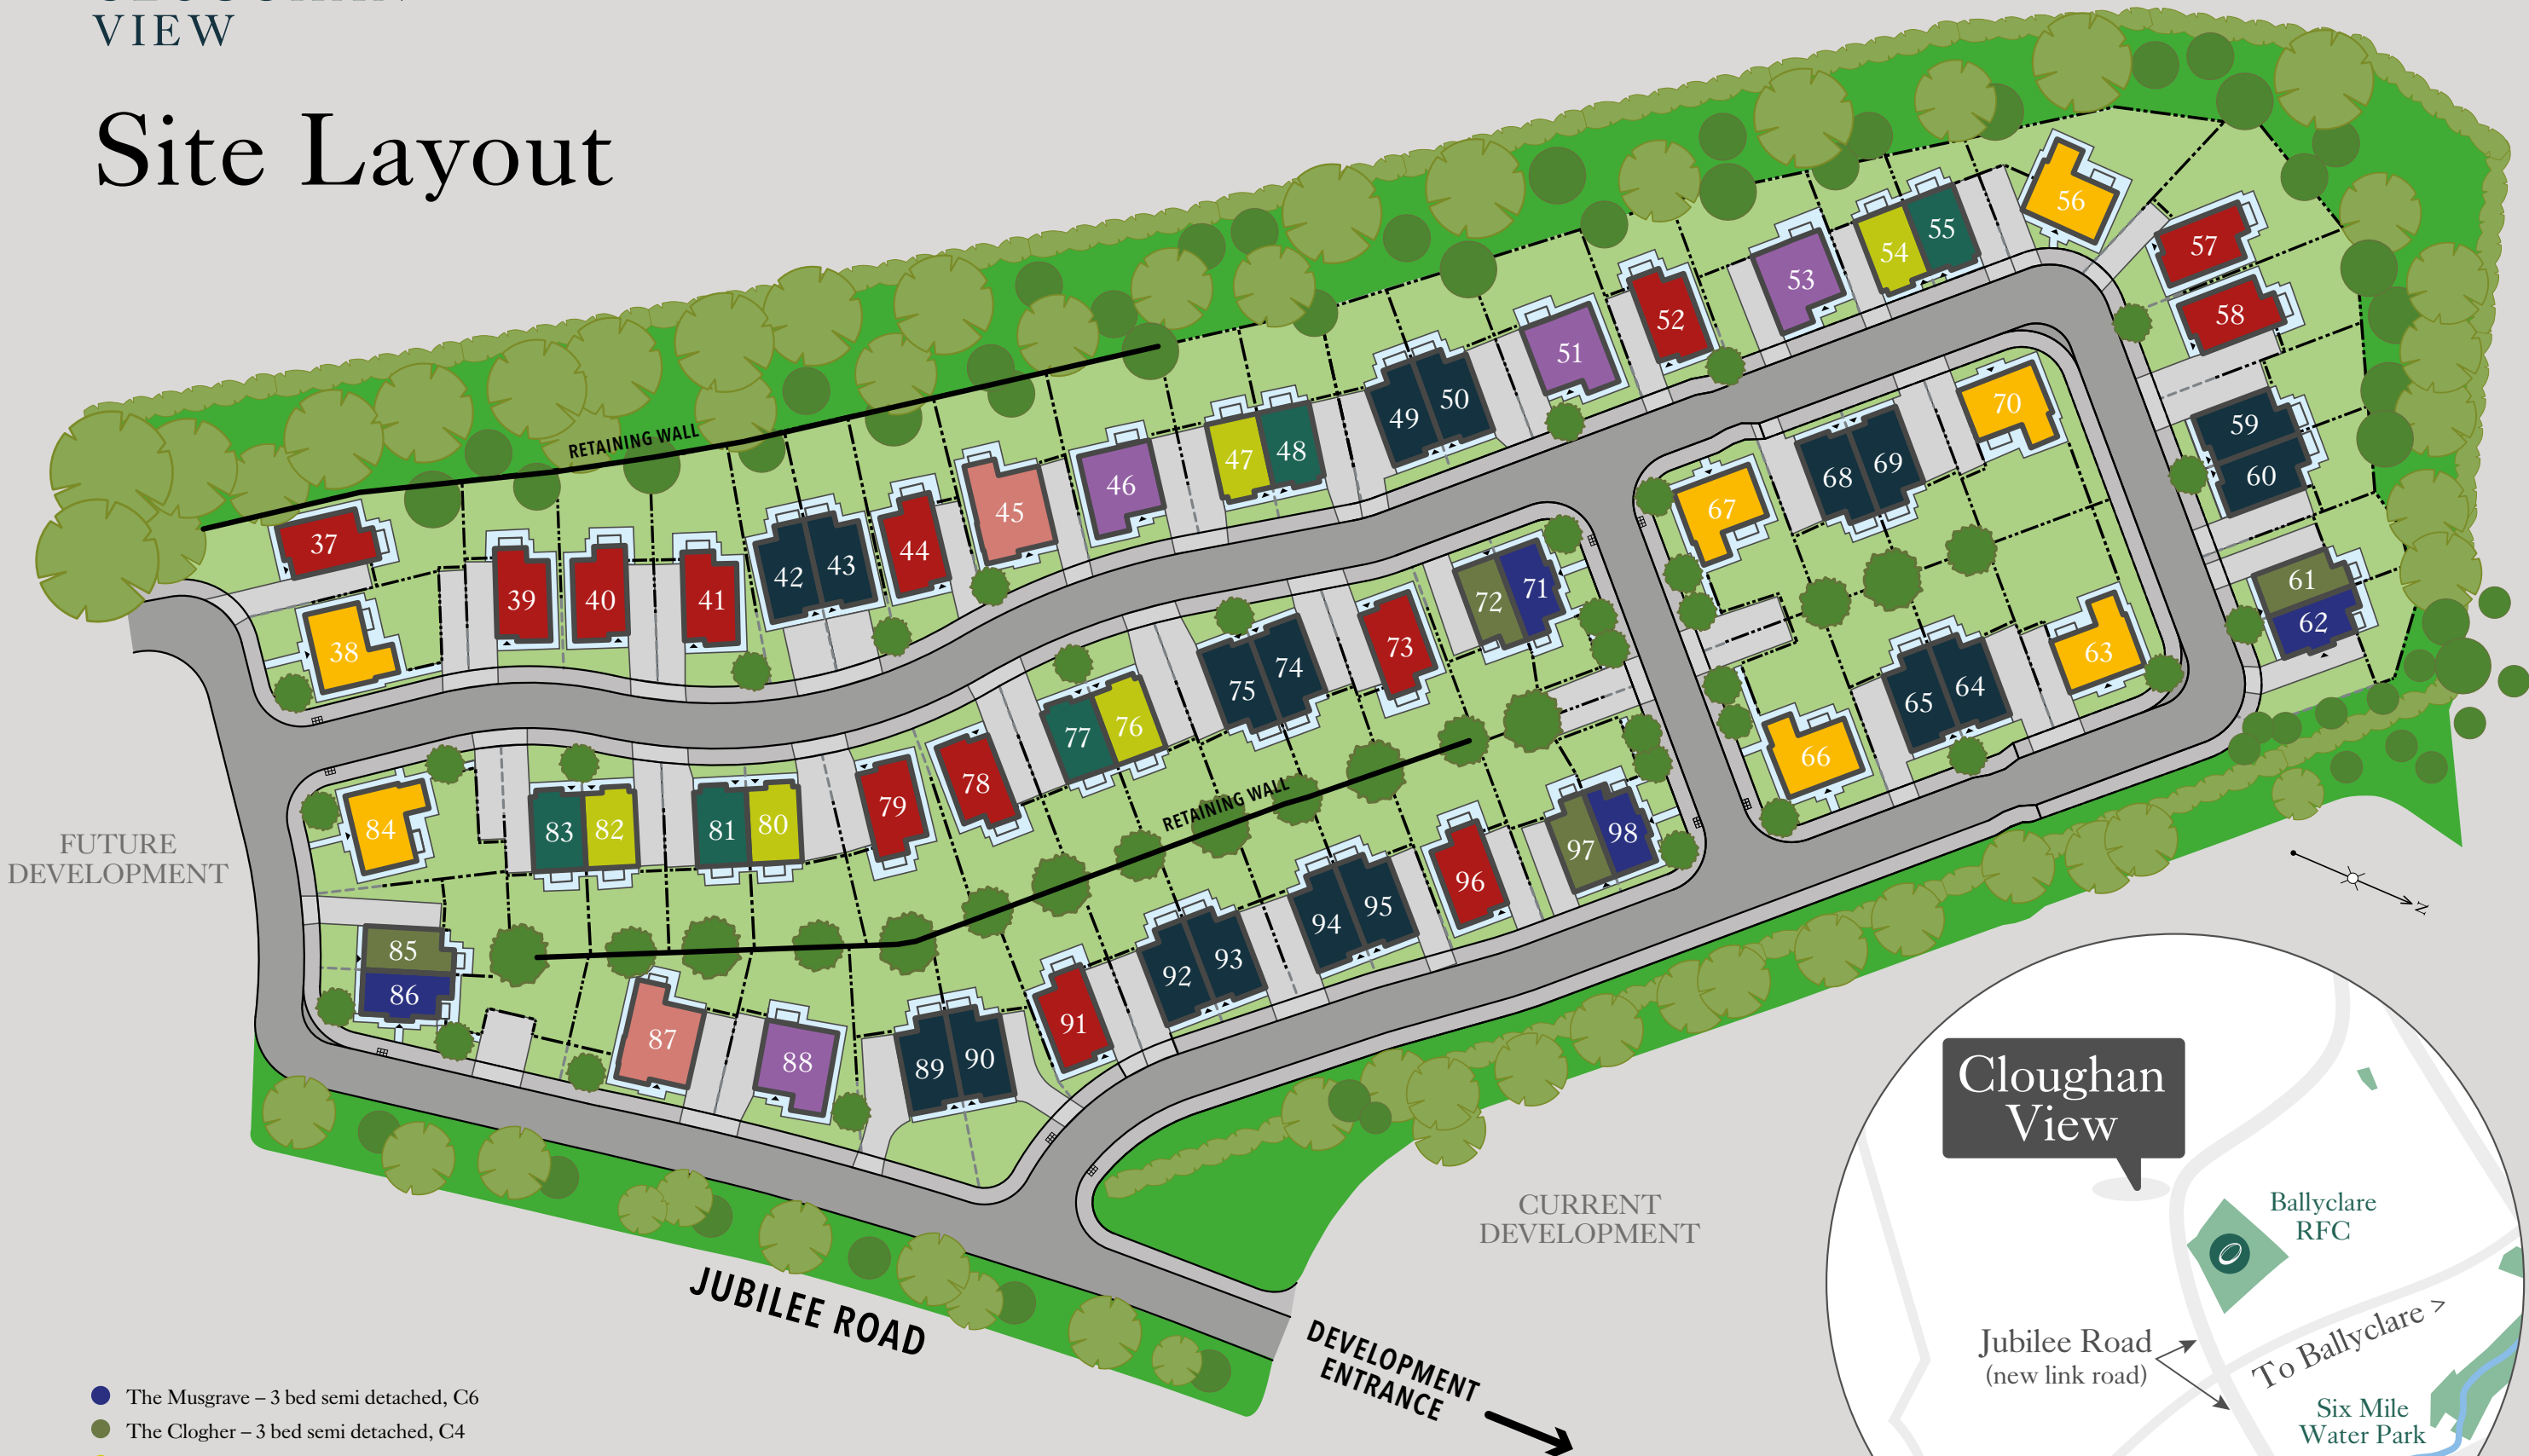 VIEW
Site Layout
RETAINING WALL
37
38
39
40
41
42
43
44
45
46
47
48
49
50
51
52
53
54
55
56
57
58
59
60
61
62
63
64
65
66
67
68
69
70
71
72
73
74
75
76
77
78
79
80
81
82
83
84
85
86
87
88
89
90
91
92
93
94
95
96
97
98
RETAINING WALL
FUTURE
DEVELOPMENT
CURRENT
DEVELOPMENT
N
JUBILEE ROAD
DEVELOPMENT
ENTRANCE
Cloughan
View
Ballyclare
RFC
Jubilee Road
(new link road)
To Ballyclare >
Six Mile
Water Park
The Musgrave – 3 bed semi detached, C6
The Clogher – 3 bed semi detached, C4